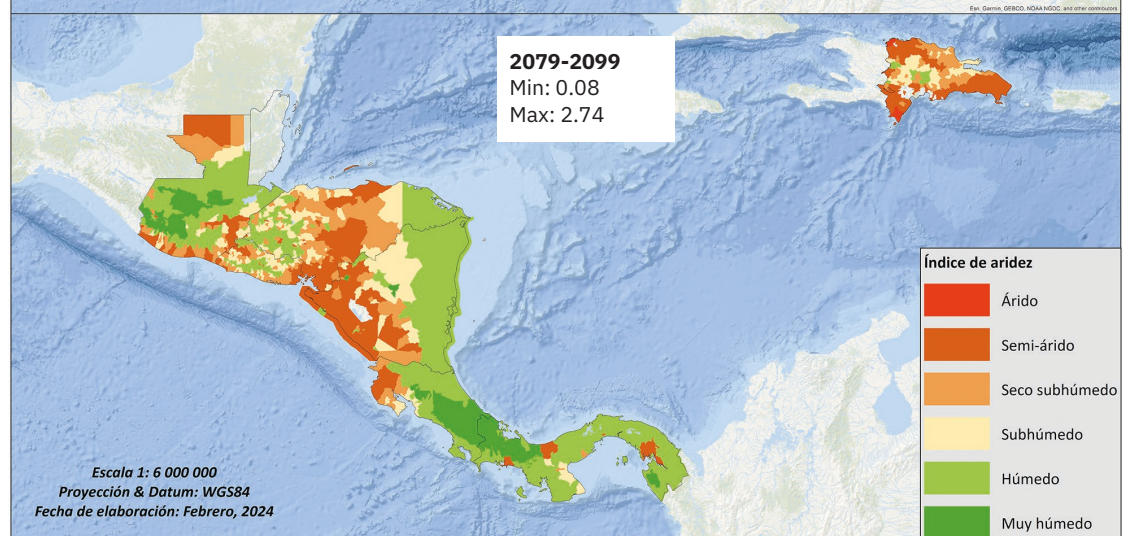 Esri, Garmin, GEBCO, NOAA NGDC, and other contributors
2079-2099
Min: 0.08
Max: 2.74
Índice de aridez
Árido
Semi-árido
Seco subhúmedo
Subhúmedo
Húmedo
Muy húmedo
Escala 1: 6 000 000
Proyección & Datum: WGS84
Fecha de elaboración: Febrero, 2024